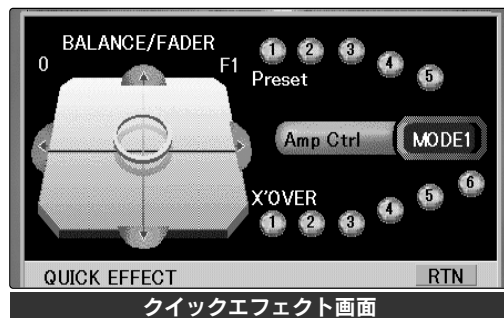 BALANCE/FADER
0
F1
1 2 3 4 5
Preset
Amp Ctrl MODE1
X'OVER
1 2 3 4 5 6
QUICK EFFECT RTN
クイックエフェクト画面